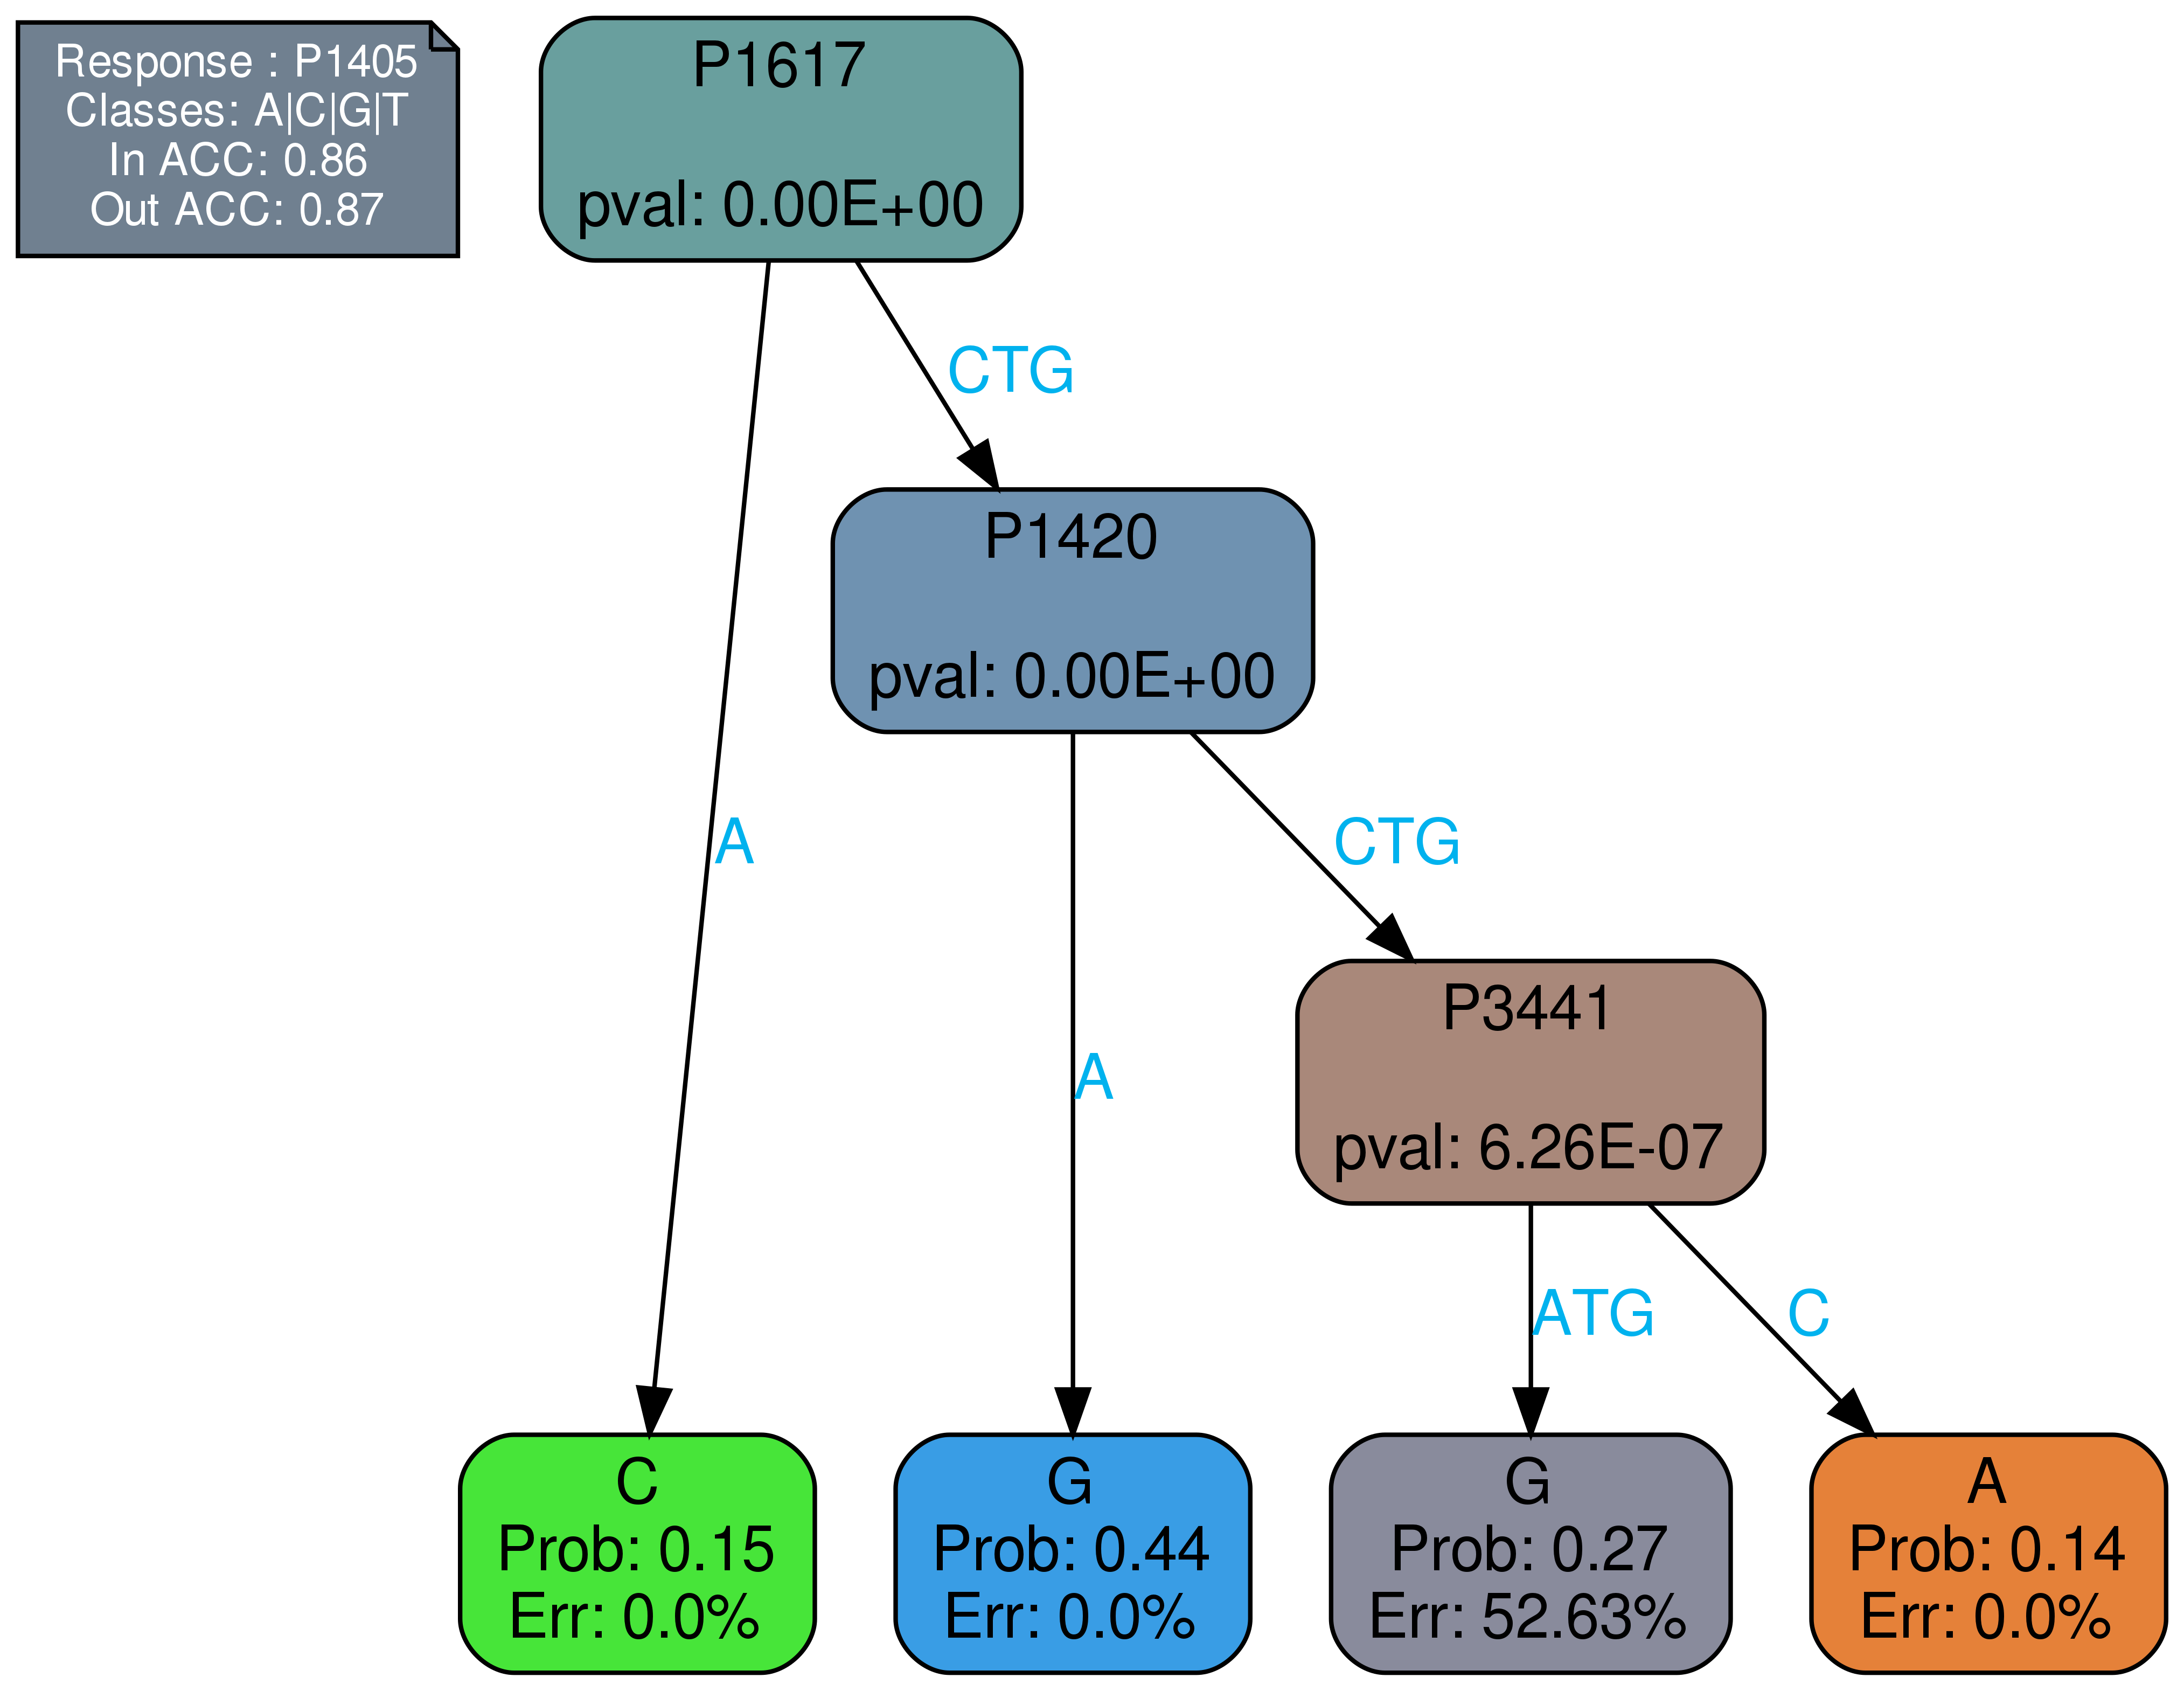 Response : P1405
Classes: A|C|G|T
In ACC: 0.86
Out ACC: 0.87
P1617
pval: 0.00E+00
CTG
P1420
pval: 0.00E+00
A
CTG
P3441
pval: 6.26E-07
A
ATG
C
C
Prob: 0.15
Err: 0.0%
G
Prob: 0.44
Err: 0.0%
G
Prob: 0.27
Err: 52.63%
A
Prob: 0.14
Err: 0.0%